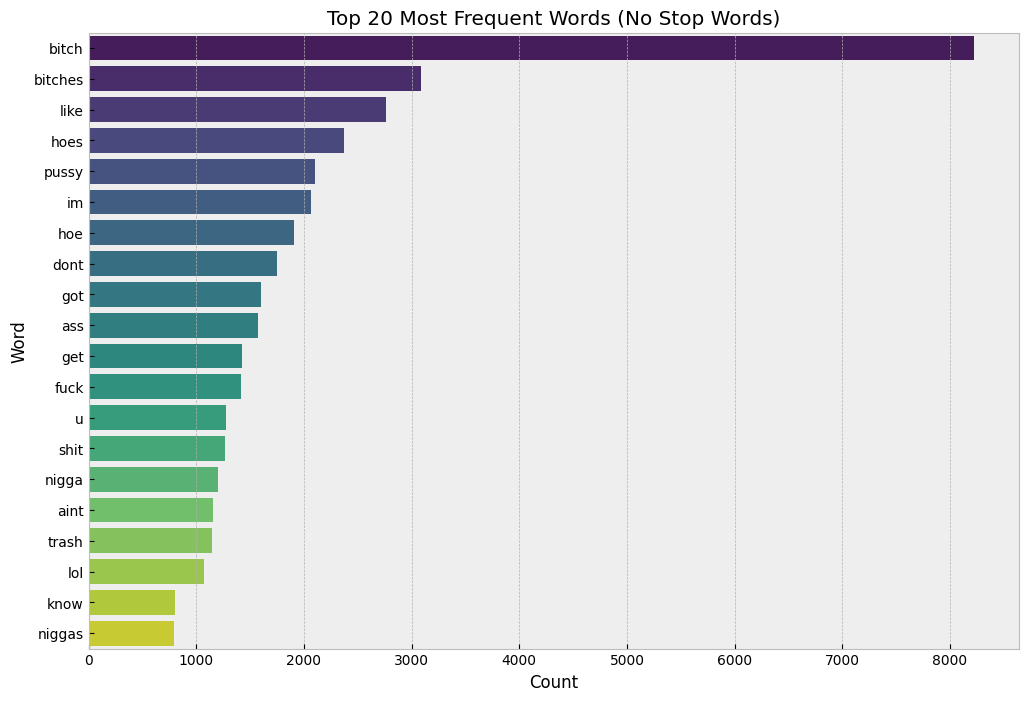 Top 20 Most Frequent Words (No Stop Words)
bitch
bitches
like
hoes
pussy
im
hoe
dont
got
ass
get
fuck
u
shit
nigga
aint
trash
lol
know
niggas
Word
0 1000 2000 3000 4000 5000 6000 7000 8000
Count